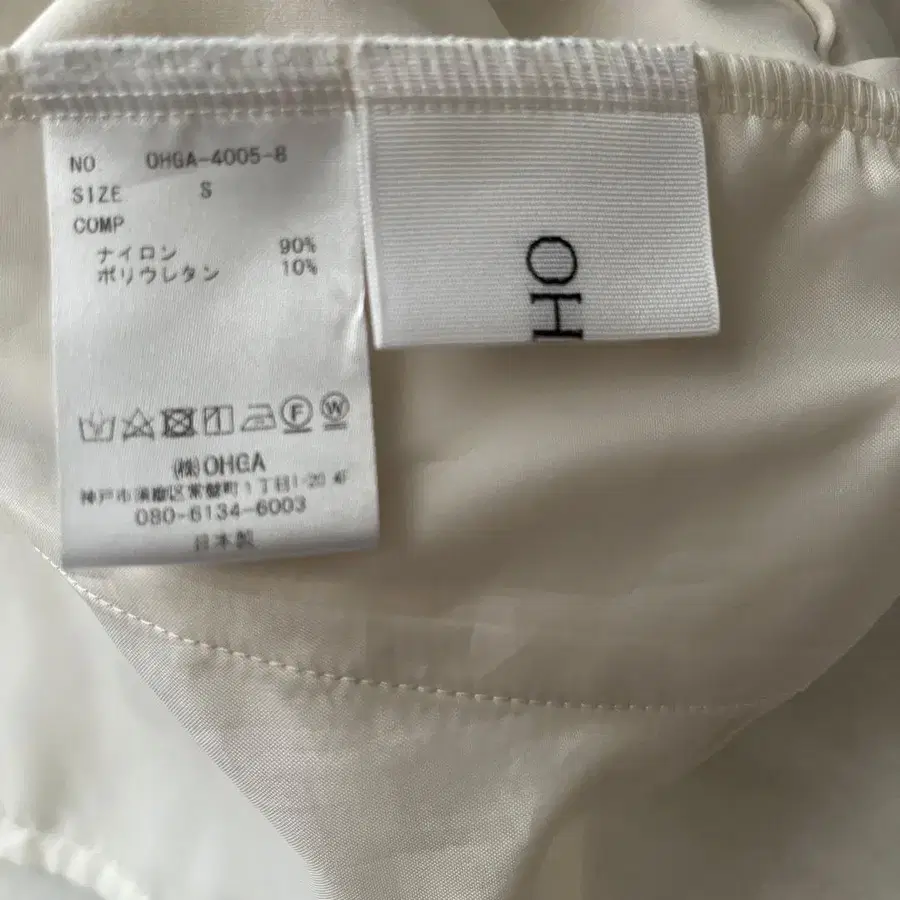 NO. OHGA-4005-8
SIZE S
COMP
ナイロン 90%
ポリウレタン 10%
F W
(株)OHGA
神戸市須磨区常盤町1丁目1-20 4F
080-6134-6003
日本製
OH